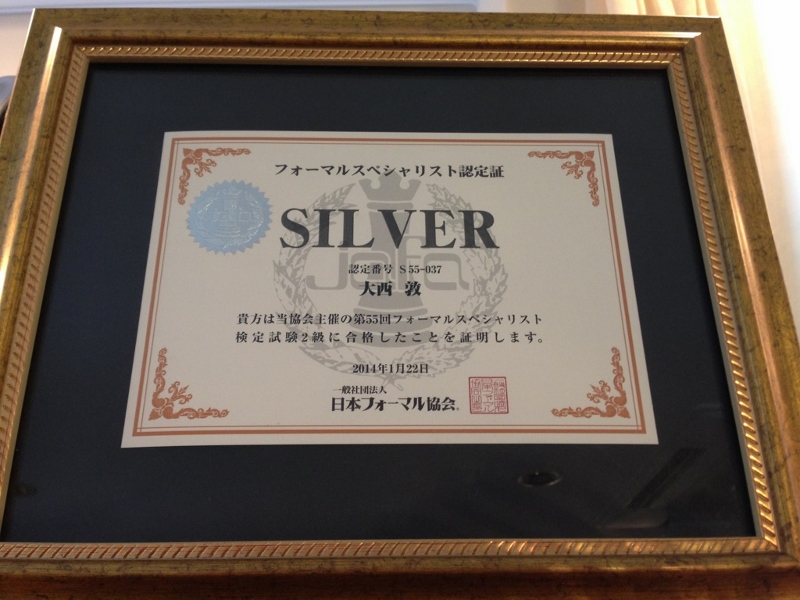 フォーマルスペシャリスト認定証
SILVER
jafa
認定番号 S55-037
大西 敦
貴方は当協会主催の第55回フォーマルスペシャリスト
検定試験2級に合格したことを証明します。
2014年1月22日
一般社団法人
日本フォーマル協会®